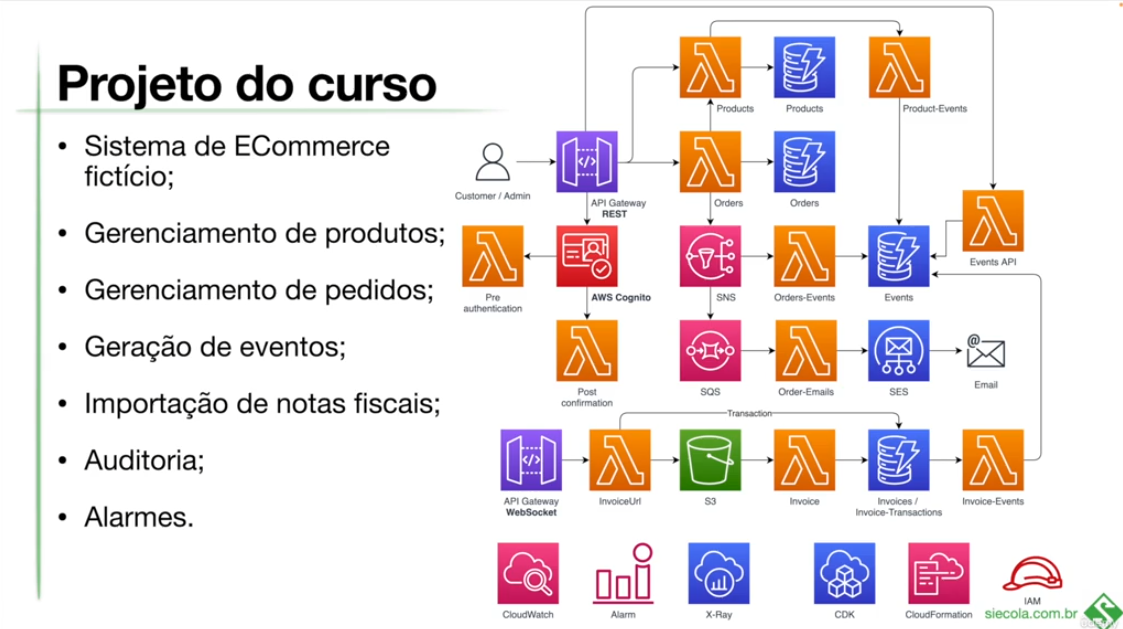 Projeto do curso
• Sistema de ECommerce
fictício;
• Gerenciamento de produtos;
• Gerenciamento de pedidos;
• Geração de eventos;
• Importação de notas fiscais;
• Auditoria;
• Alarmes.
Products
Products
Product-Events
Customer / Admin
API Gateway
REST
Orders
Orders
Events API
Pre
authentication
AWS Cognito
SNS
Orders-Events
Events
Post
confirmation
SQS
Order-Emails
SES
@
Email
Transaction
API Gateway
WebSocket
InvoiceUrl
S3
Invoice
Invoices /
Invoice-Transactions
Invoice-Events
CloudWatch
Alarm
X-Ray
CDK
CloudFormation
IAM
siecola.com.br
S